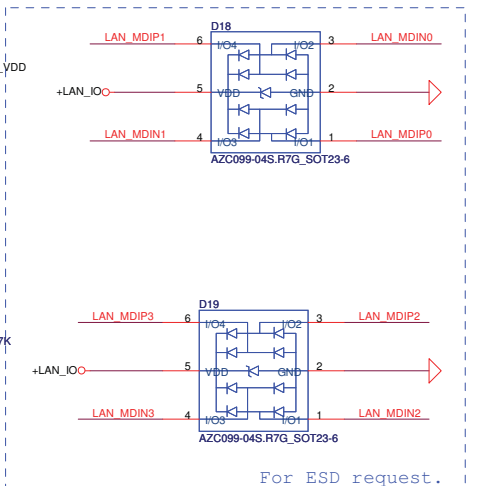 D18
LAN_MDIP1 6 I/O4 I/O2 3 LAN_MDIN0
_VDD
+LAN_IO 5 VDD GND 2
LAN_MDIN1 4 I/O3 I/O1 1 LAN_MDIP0
AZC099-04S.R7G_SOT23-6
D19
LAN_MDIP3 6 I/O4 I/O2 3 LAN_MDIP2
7K
+LAN_IO 5 VDD GND 2
LAN_MDIN3 4 I/O3 I/O1 1 LAN_MDIN2
AZC099-04S.R7G_SOT23-6
For ESD request.